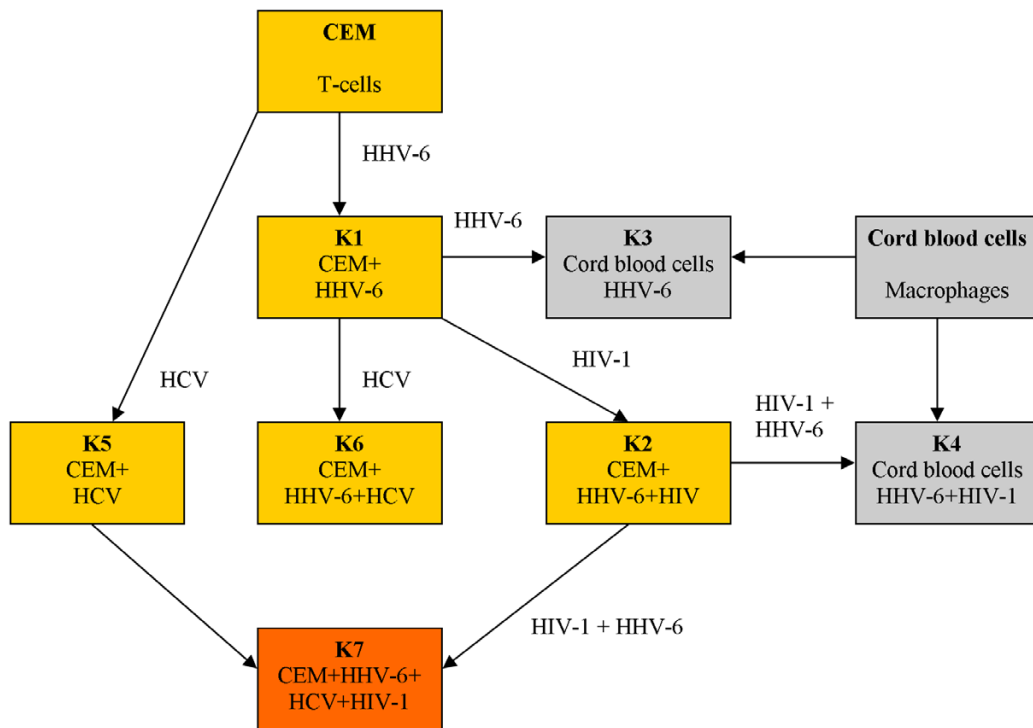 CEM
T-cells
HHV-6
K1
CEM+
HHV-6
HHV-6
K3
Cord blood cells
HHV-6
Cord blood cells
Macrophages
HCV
HCV
HIV-1
HIV-1 +
HHV-6
K5
CEM+
HCV
K6
CEM+
HHV-6+HCV
K2
CEM+
HHV-6+HIV
K4
Cord blood cells
HHV-6+HIV-1
HIV-1 + HHV-6
K7
CEM+HHV-6+
HCV+HIV-1